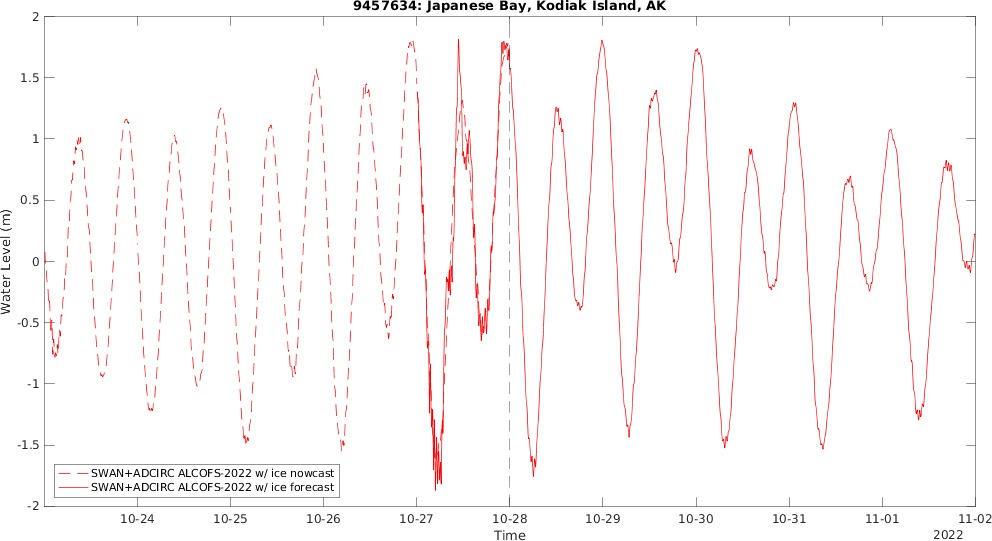 9457634: Japanese Bay, Kodiak Island, AK
2
1.5
1
0.5
0
-0.5
-1
-1.5
-2
Water Level (m)
SWAN+ADCIRC ALCOFS-2022 w/ ice nowcast
SWAN+ADCIRC ALCOFS-2022 w/ ice forecast
10-24 10-25 10-26 10-27 10-28 10-29 10-30 10-31 11-01 11-02
Time
2022